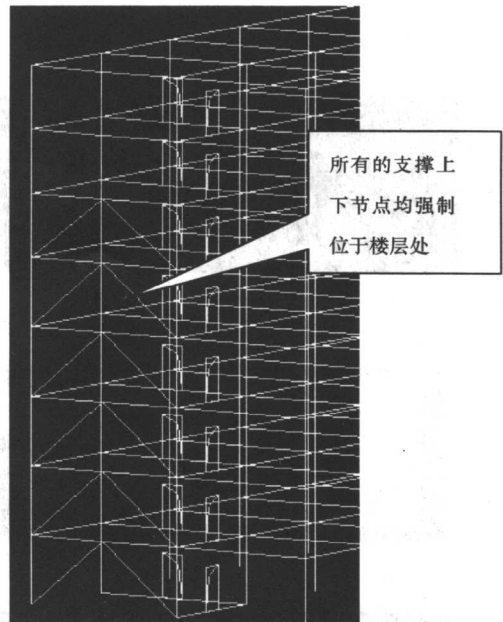 所有的支撑上
下节点均强制
位于楼层处